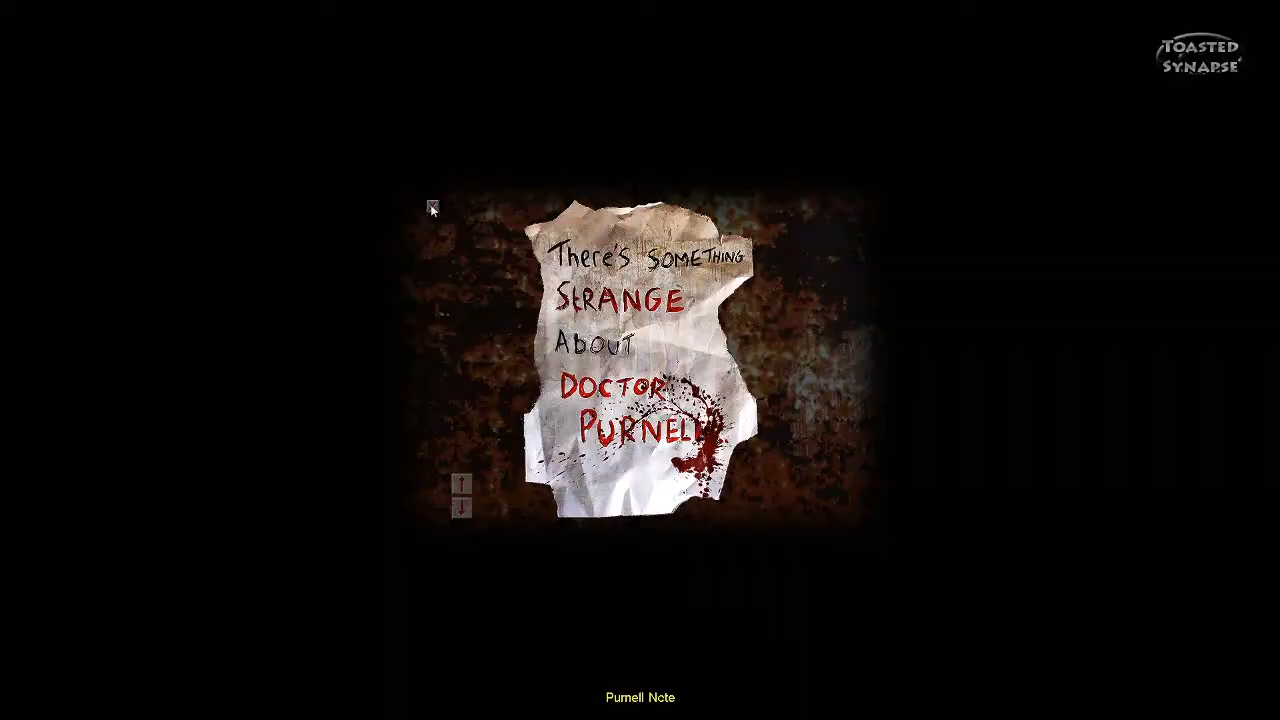 TOASTED
SYNAPSE
There's SOMETHING
STRANGE
ABOUT
DOCTOR
PURNELL
Purnell Note